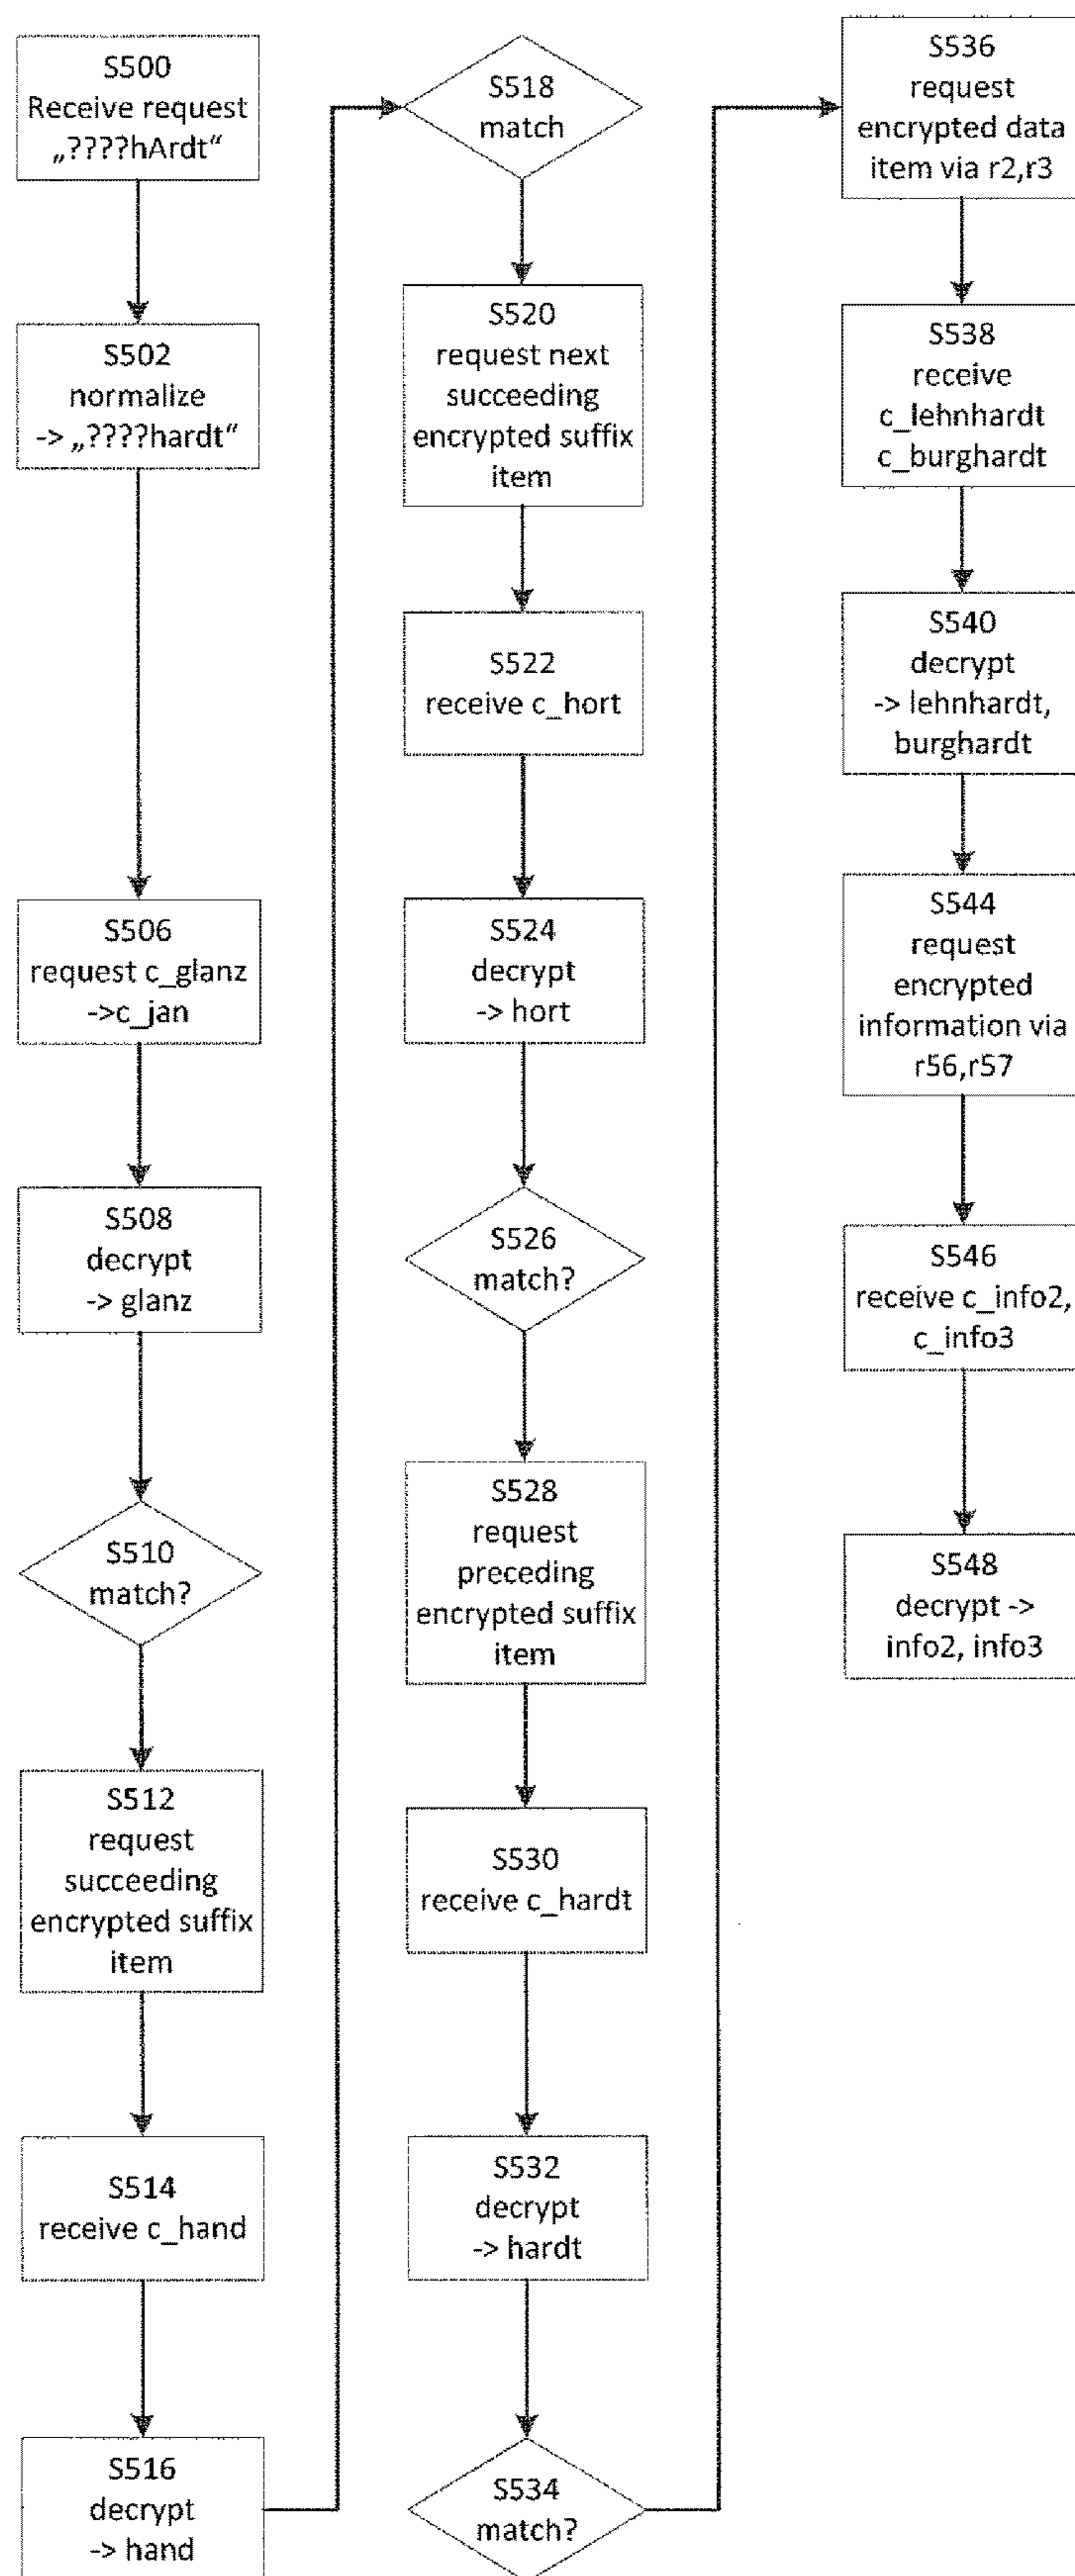 S500
Receive request
„????hArdt“
S502
normalize
-> „????hardt“
S506
request c_glanz
->c_jan
S508
decrypt
-> glanz
S510
match?
S512
request
succeeding
encrypted suffix
item
S514
receive c_hand
S516
decrypt
-> hand
S518
match
S520
request next
succeeding
encrypted suffix
item
S522
receive c_hort
S524
decrypt
-> hort
S526
match?
S528
request
preceding
encrypted suffix
item
S530
receive c_hardt
S532
decrypt
-> hardt
S534
match?
S536
request
encrypted data
item via r2,r3
S538
receive
c_lehnhardt
c_burghardt
S540
decrypt
-> lehnhardt,
burghardt
S544
request
encrypted
information via
r56,r57
S546
receive c_info2,
c_info3
S548
decrypt ->
info2, info3